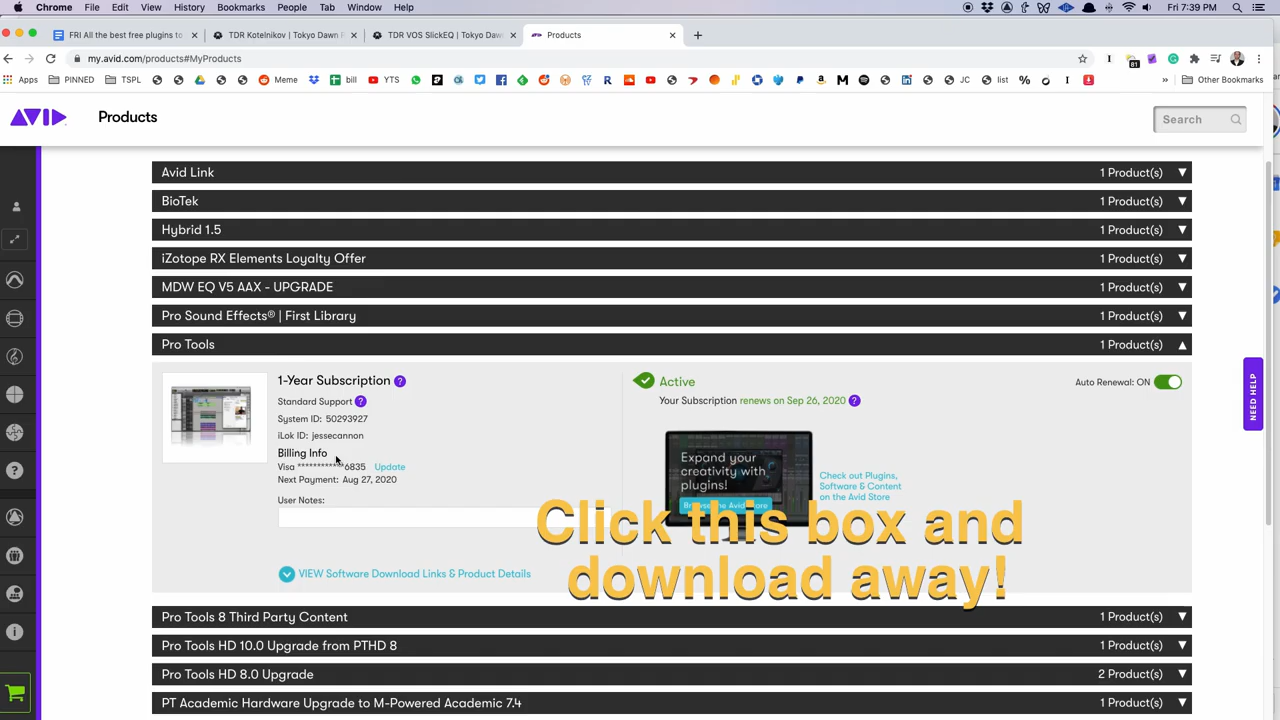 Chrome File Edit View History Bookmarks People Tab Window Help
Fri 7:39 PM
FRI All the best free plugins to
TDR Kotelnikov | Tokyo Dawn R
TDR VOS SlickEQ | Tokyo Daw
Products
my.avid.com/products#MyProducts
81
Apps PINNED TSPL Meme bill YTS JC list Other Bookmarks
AVID Products Search
Avid Link 1 Product(s)
BioTek 1 Product(s)
Hybrid 1.5 1 Product(s)
iZotope RX Elements Loyalty Offer 1 Product(s)
MDW EQ V5 AAX - UPGRADE 1 Product(s)
Pro Sound Effects® | First Library 1 Product(s)
Pro Tools 1 Product(s)
1-Year Subscription ?
Standard Support ?
System ID: 50293927
iLok ID: jessecannon
Billing Info
Visa ************6835 Update
Next Payment: Aug 27, 2020
User Notes:
VIEW Software Download Links & Product Details
Active
Auto Renewal: ON
Your Subscription renews on Sep 26, 2020 ?
Expand your
creativity with
plugins!
Browse the Avid Store
Check out Plugins,
Software & Content
on the Avid Store
NEED HELP
Click this box and
download away!
Pro Tools 8 Third Party Content 1 Product(s)
Pro Tools HD 10.0 Upgrade from PTHD 8 1 Product(s)
Pro Tools HD 8.0 Upgrade 2 Product(s)
PT Academic Hardware Upgrade to M-Powered Academic 7.4 1 Product(s)